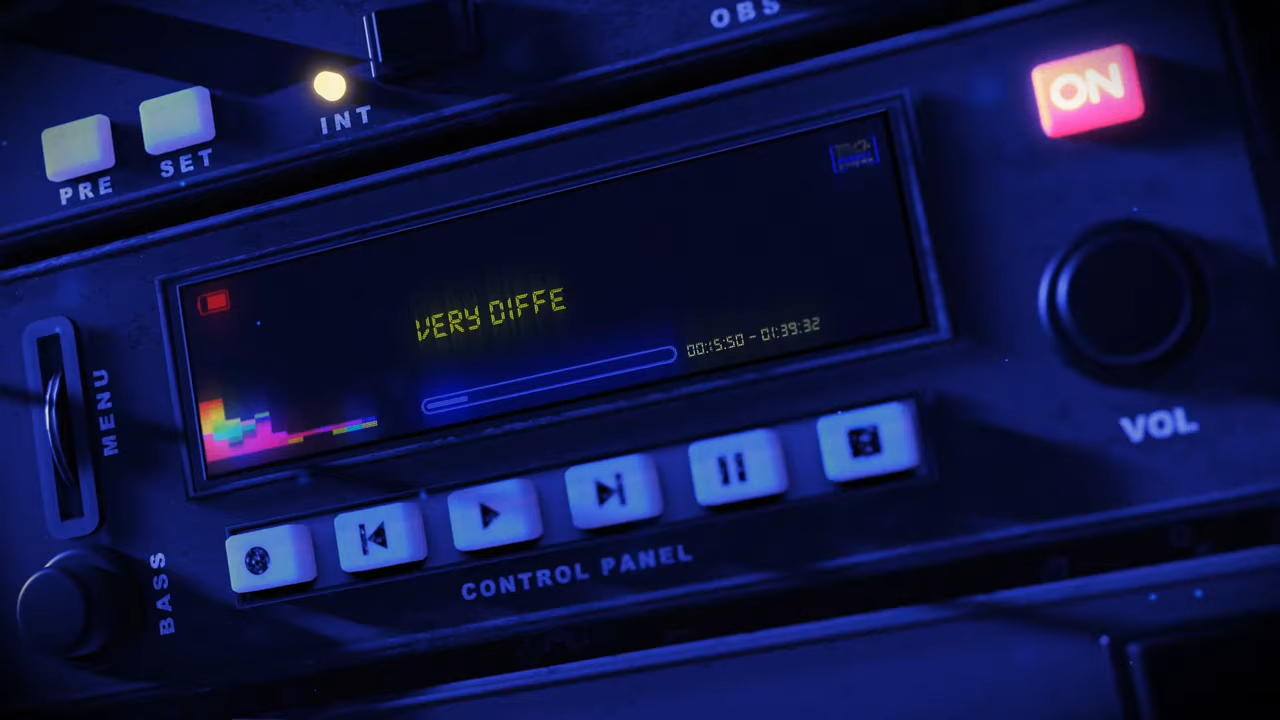 OBS
ON
INT
PRE SET
VERY DIFFE
00:15:50 - 01:39:32
MENU
VOL
BASS
CONTROL PANEL